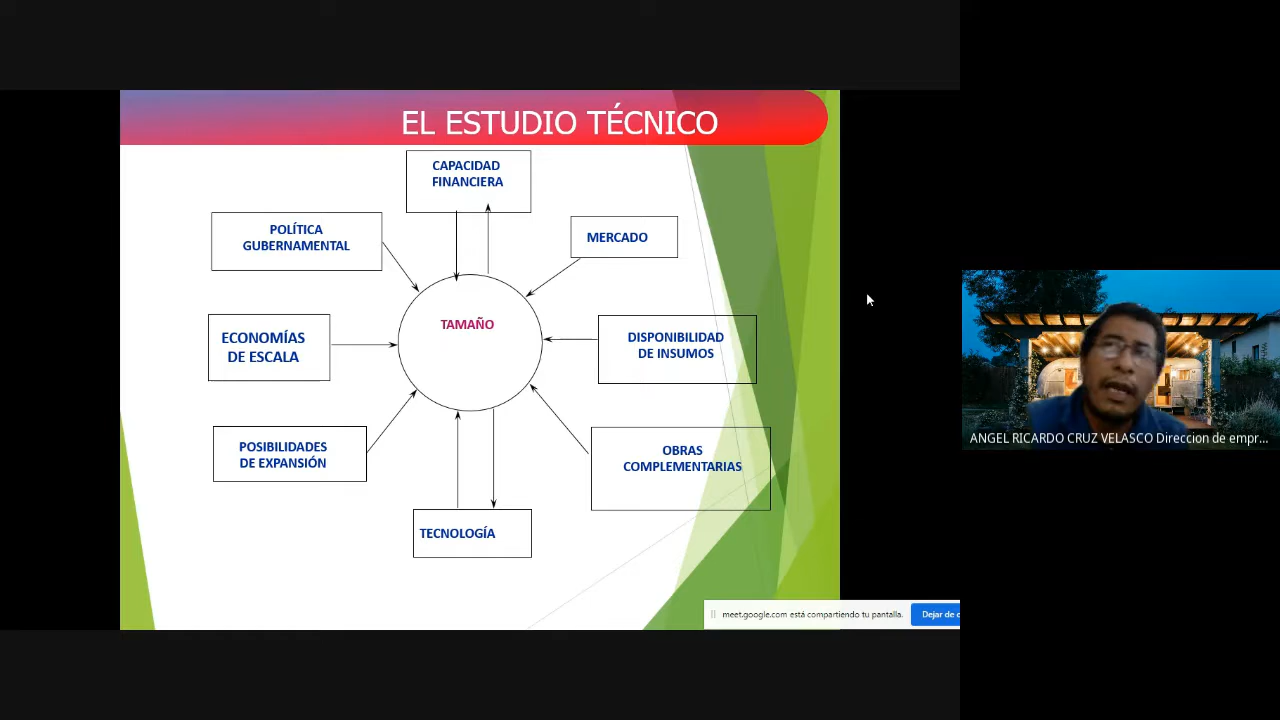 EL ESTUDIO TÉCNICO
CAPACIDAD
FINANCIERA
POLÍTICA
GUBERNAMENTAL
MERCADO
TAMAÑO
ECONOMÍAS
DE ESCALA
DISPONIBILIDAD
DE INSUMOS
POSIBILIDADES
DE EXPANSIÓN
OBRAS
COMPLEMENTARIAS
TECNOLOGÍA
ANGEL RICARDO CRUZ VELASCO Direccion de empr...
meet.google.com está compartiendo tu pantalla.
Dejar de c